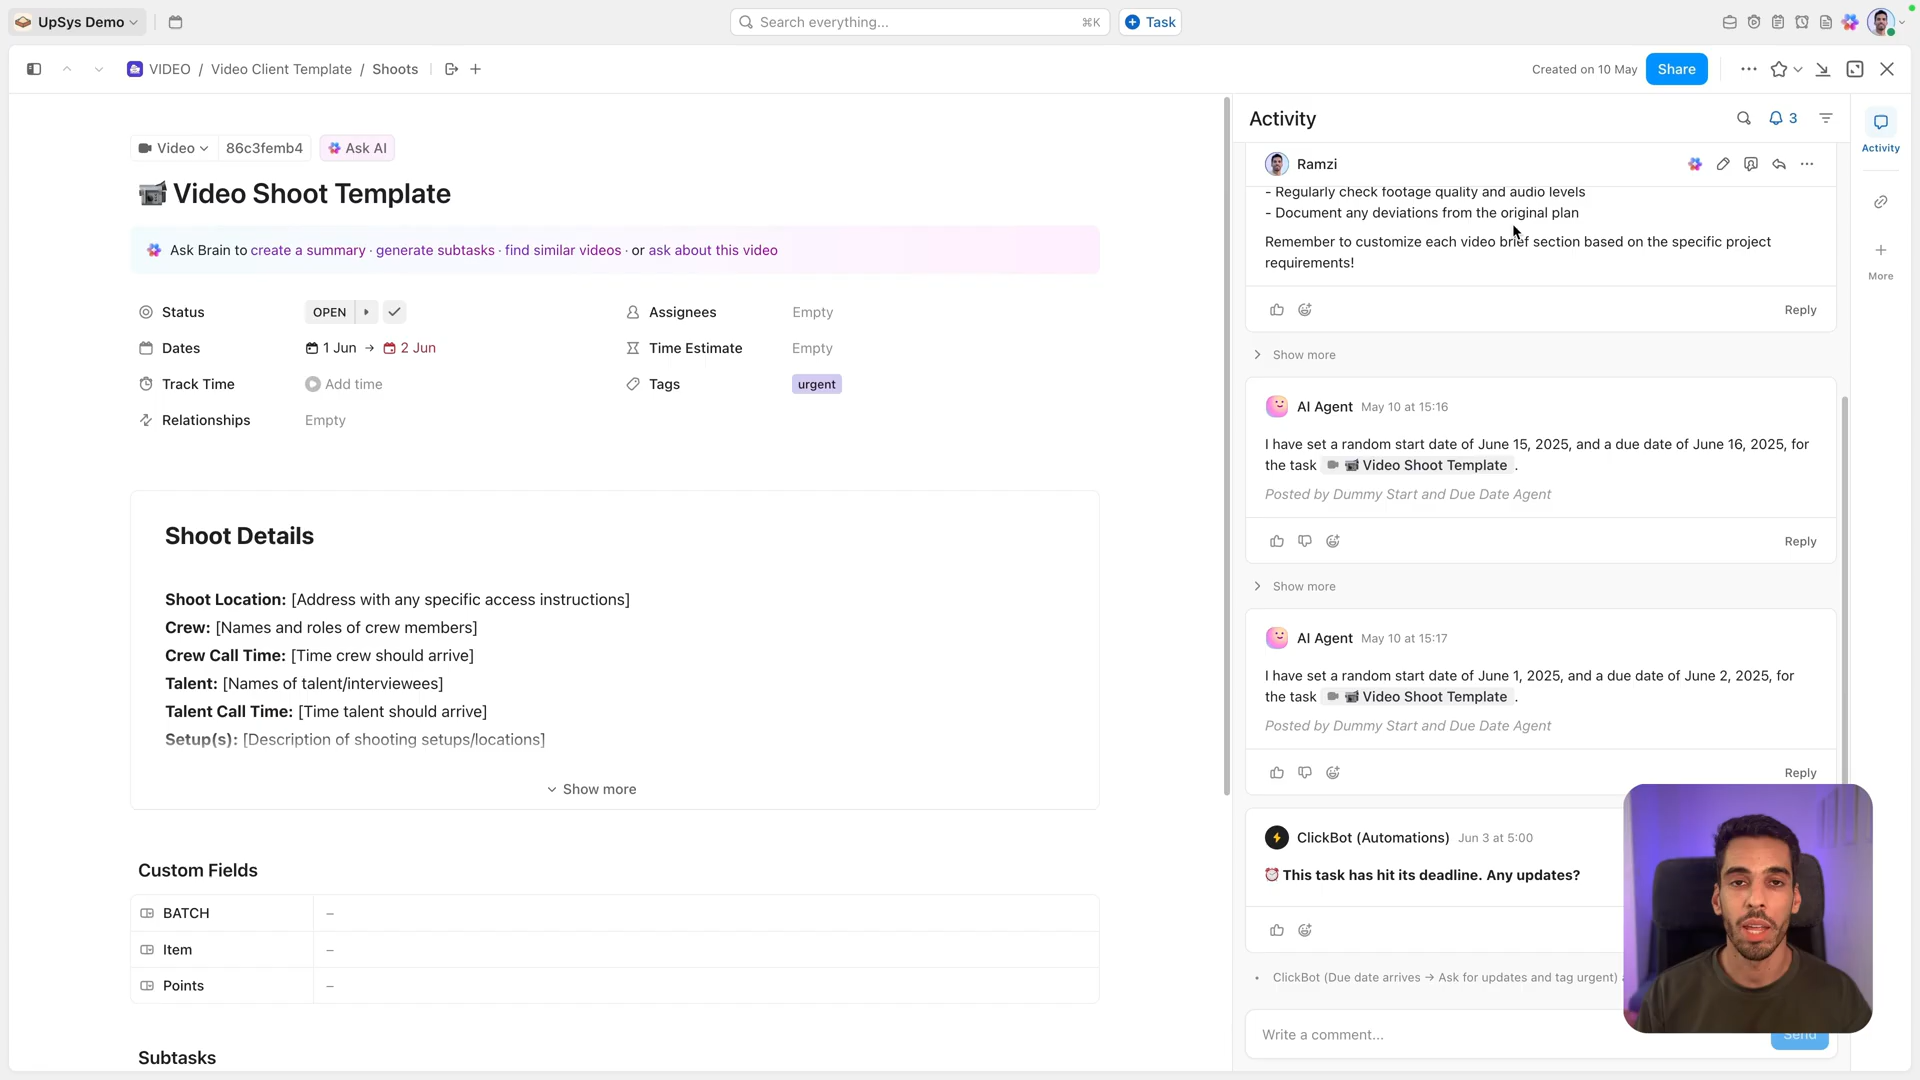 UpSys Demo
Search everything...
⌘K
Task
VIDEO / Video Client Template / Shoots
Created on 10 May
Share
Video
86c3femb4
Ask AI
Video Shoot Template
Ask Brain to create a summary · generate subtasks · find similar videos · or ask about this video
Status
OPEN
Assignees
Empty
Dates
1 Jun → 2 Jun
Time Estimate
Empty
Track Time
Add time
Tags
urgent
Relationships
Empty
Shoot Details
Shoot Location: [Address with any specific access instructions]
Crew: [Names and roles of crew members]
Crew Call Time: [Time crew should arrive]
Talent: [Names of talent/interviewees]
Talent Call Time: [Time talent should arrive]
Setup(s): [Description of shooting setups/locations]
Show more
Custom Fields
BATCH –
Item –
Points –
Subtasks
Activity
3
Ramzi
- Regularly check footage quality and audio levels
- Document any deviations from the original plan
Remember to customize each video brief section based on the specific project
requirements!
Reply
Show more
AI Agent May 10 at 15:16
I have set a random start date of June 15, 2025, and a due date of June 16, 2025, for
the task Video Shoot Template .
Posted by Dummy Start and Due Date Agent
Reply
Show more
AI Agent May 10 at 15:17
I have set a random start date of June 1, 2025, and a due date of June 2, 2025, for
the task Video Shoot Template .
Posted by Dummy Start and Due Date Agent
Reply
ClickBot (Automations) Jun 3 at 5:00
This task has hit its deadline. Any updates?
ClickBot (Due date arrives → Ask for updates and tag urgent)
Write a comment...
Send
Activity
More